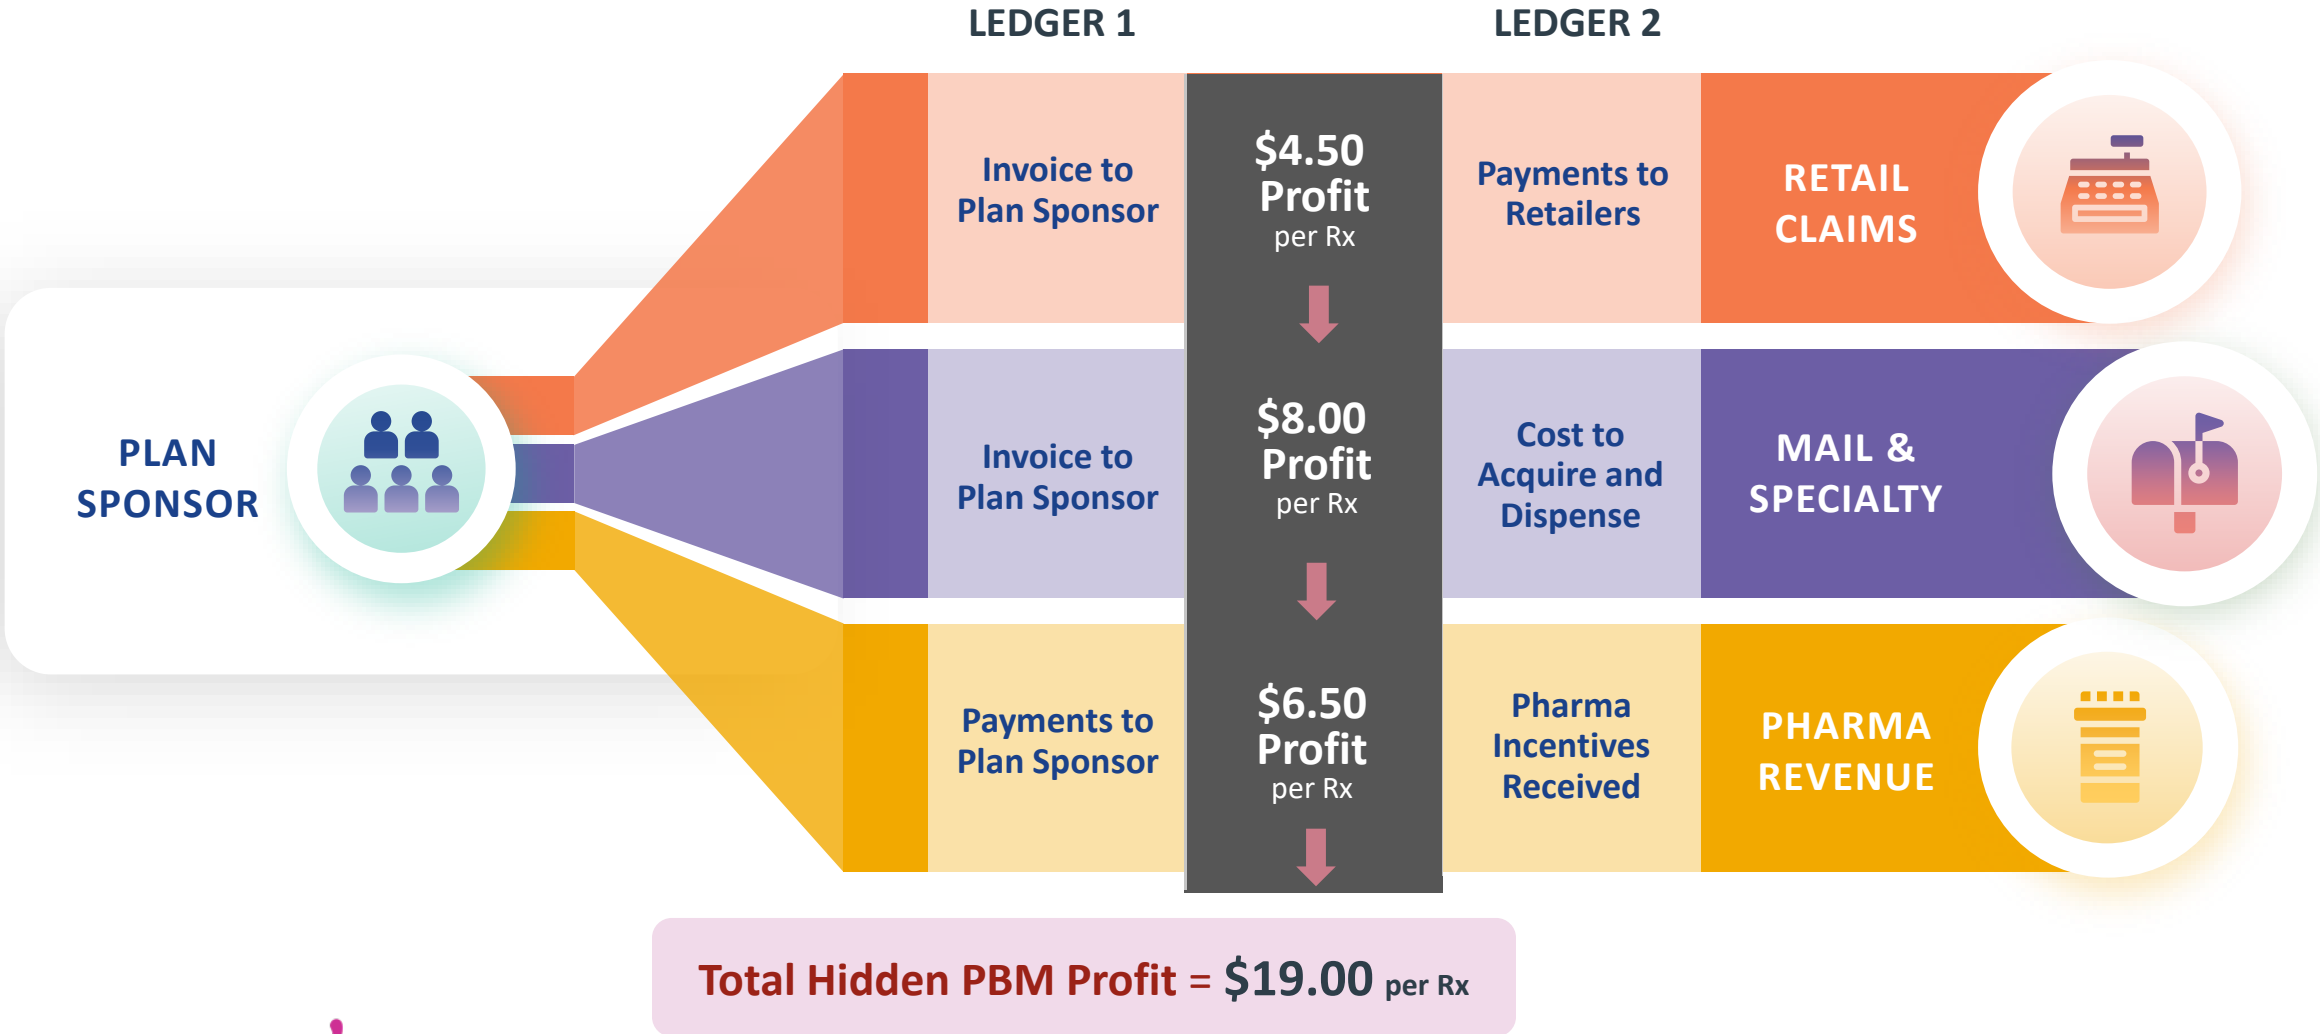 LEDGER 1
LEDGER 2
PLAN
SPONSOR
Invoice to
Plan Sponsor
$4.50
Profit
per Rx
Payments to
Retailers
RETAIL
CLAIMS
Invoice to
Plan Sponsor
$8.00
Profit
per Rx
Cost to
Acquire and
Dispense
MAIL &
SPECIALTY
Payments to
Plan Sponsor
$6.50
Profit
per Rx
Pharma
Incentives
Received
PHARMA
REVENUE
Total Hidden PBM Profit = $19.00 per Rx